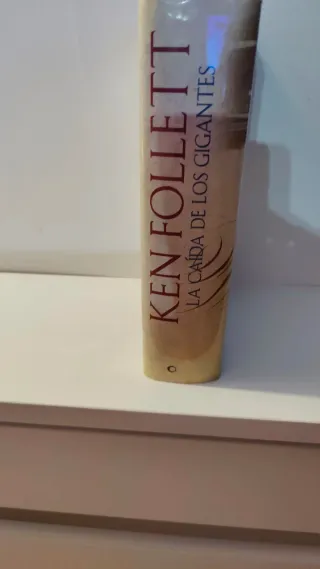 KEN FOLLETT
LA CAÍDA DE LOS GIGANTES